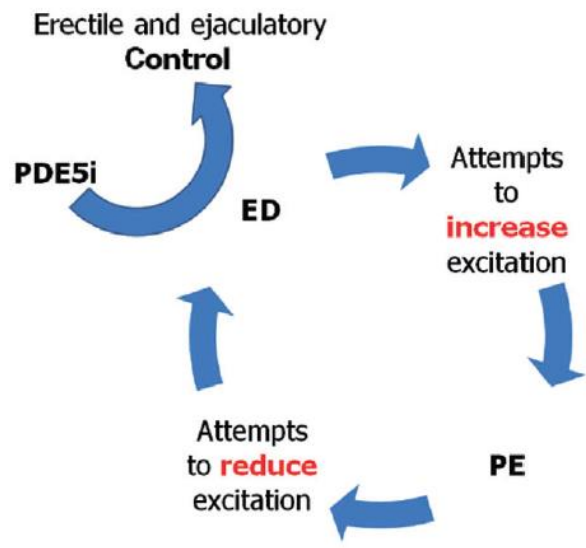 Erectile and ejaculatory
Control
PDE5i
ED
Attempts
to
increase
excitation
PE
Attempts
to reduce
excitation